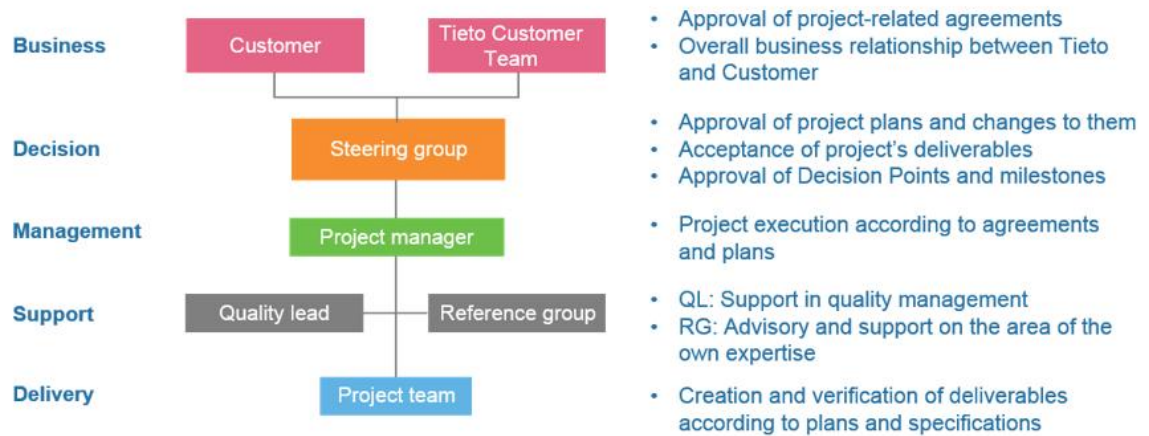 Business
Customer
Tieto Customer
Team
• Approval of project-related agreements
• Overall business relationship between Tieto
and Customer
Decision
Steering group
• Approval of project plans and changes to them
• Acceptance of project's deliverables
• Approval of Decision Points and milestones
Management
Project manager
• Project execution according to agreements
and plans
Support
Quality lead
Reference group
• QL: Support in quality management
• RG: Advisory and support on the area of the
own expertise
Delivery
Project team
• Creation and verification of deliverables
according to plans and specifications